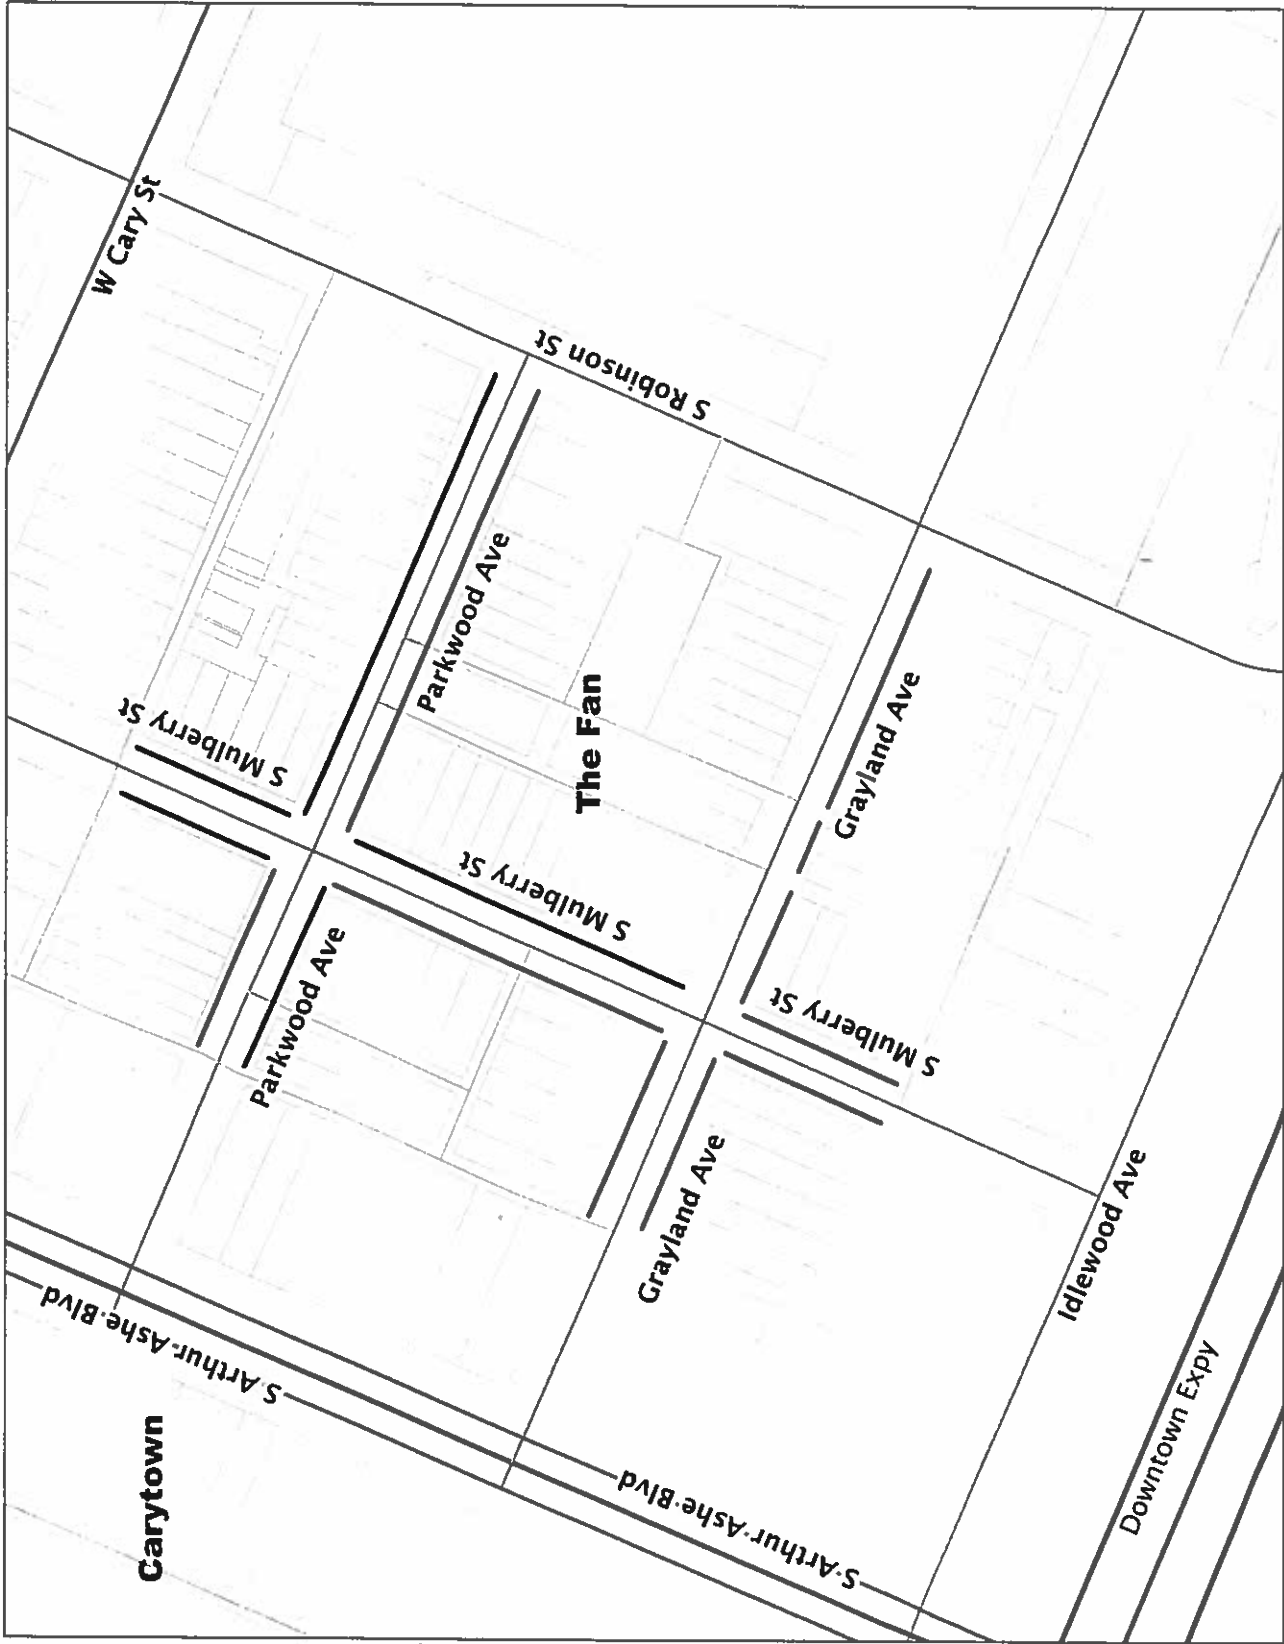 W Cary St
S Robinson St
Parkwood Ave
S Mulberry St
The Fan
Grayland Ave
S Mulberry St
Parkwood Ave
S Mulberry St
Grayland Ave
Idlewood Ave
S Arthur Ashe Blvd
Carytown
S Arthur Ashe Blvd
Downtown Expy